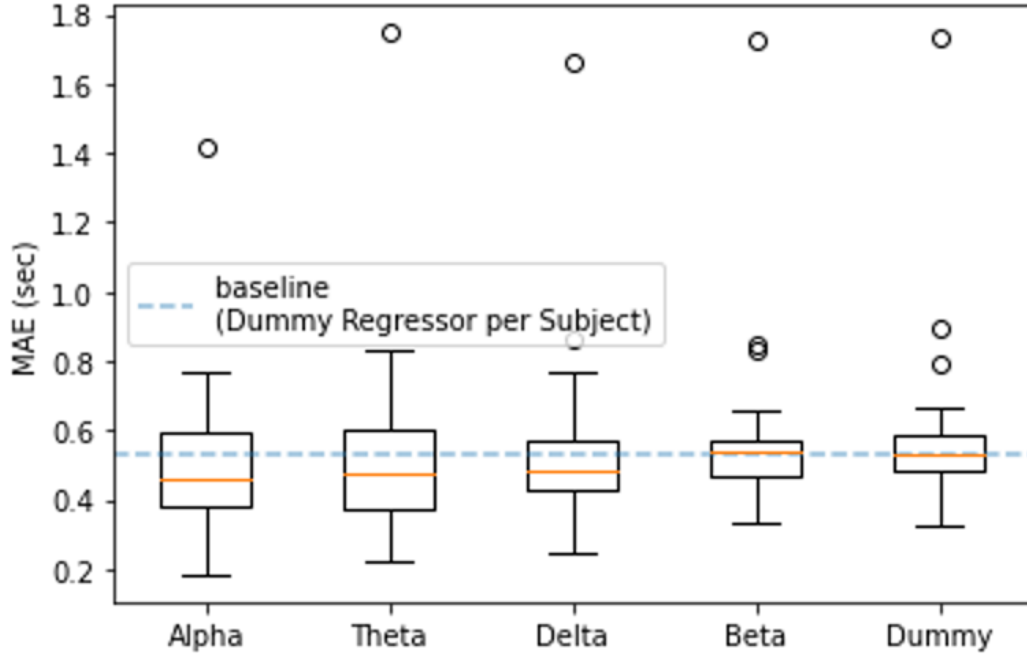 1.8
1.6
1.4
1.2
1.0
0.8
0.6
0.4
0.2
MAE (sec)
baseline
(Dummy Regressor per Subject)
Alpha Theta Delta Beta Dummy